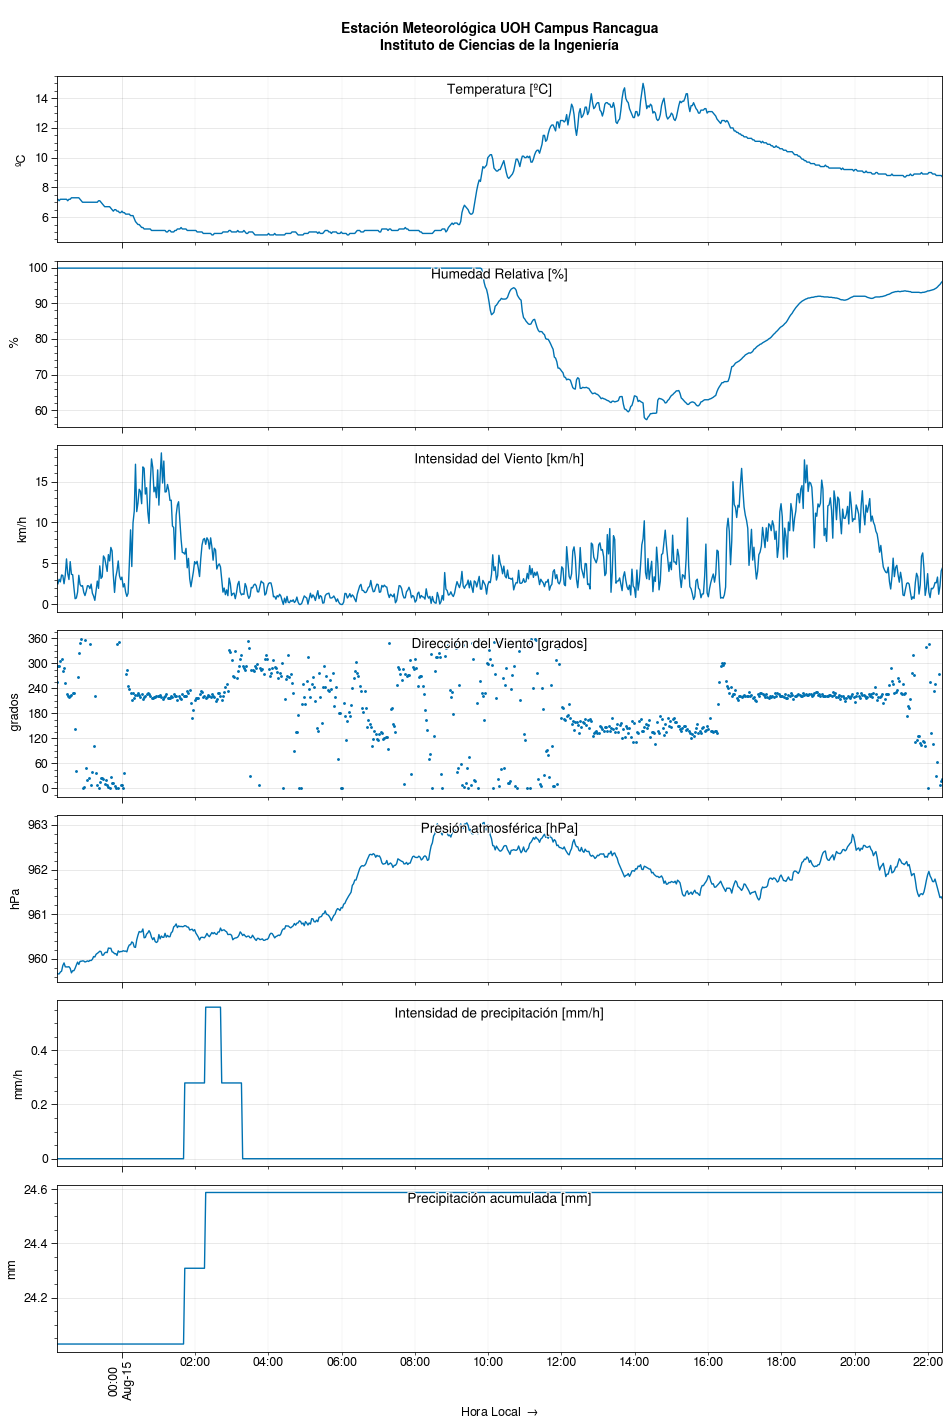 Estación Meteorológica UOH Campus Rancagua
Instituto de Ciencias de la Ingeniería
Temperatura [ºC]
ºC
14
12
10
8
6
Humedad Relativa [%]
%
100
90
80
70
60
Intensidad del Viento [km/h]
km/h
15
10
5
0
Dirección del Viento [grados]
grados
360
300
240
180
120
60
0
Presión atmosférica [hPa]
hPa
963
962
961
960
Intensidad de precipitación [mm/h]
mm/h
0.4
0.2
0
Precipitación acumulada [mm]
mm
24.6
24.4
24.2
00:00
Aug-15
02:00
04:00
06:00
08:00
10:00
12:00
14:00
16:00
18:00
20:00
22:00
Hora Local →